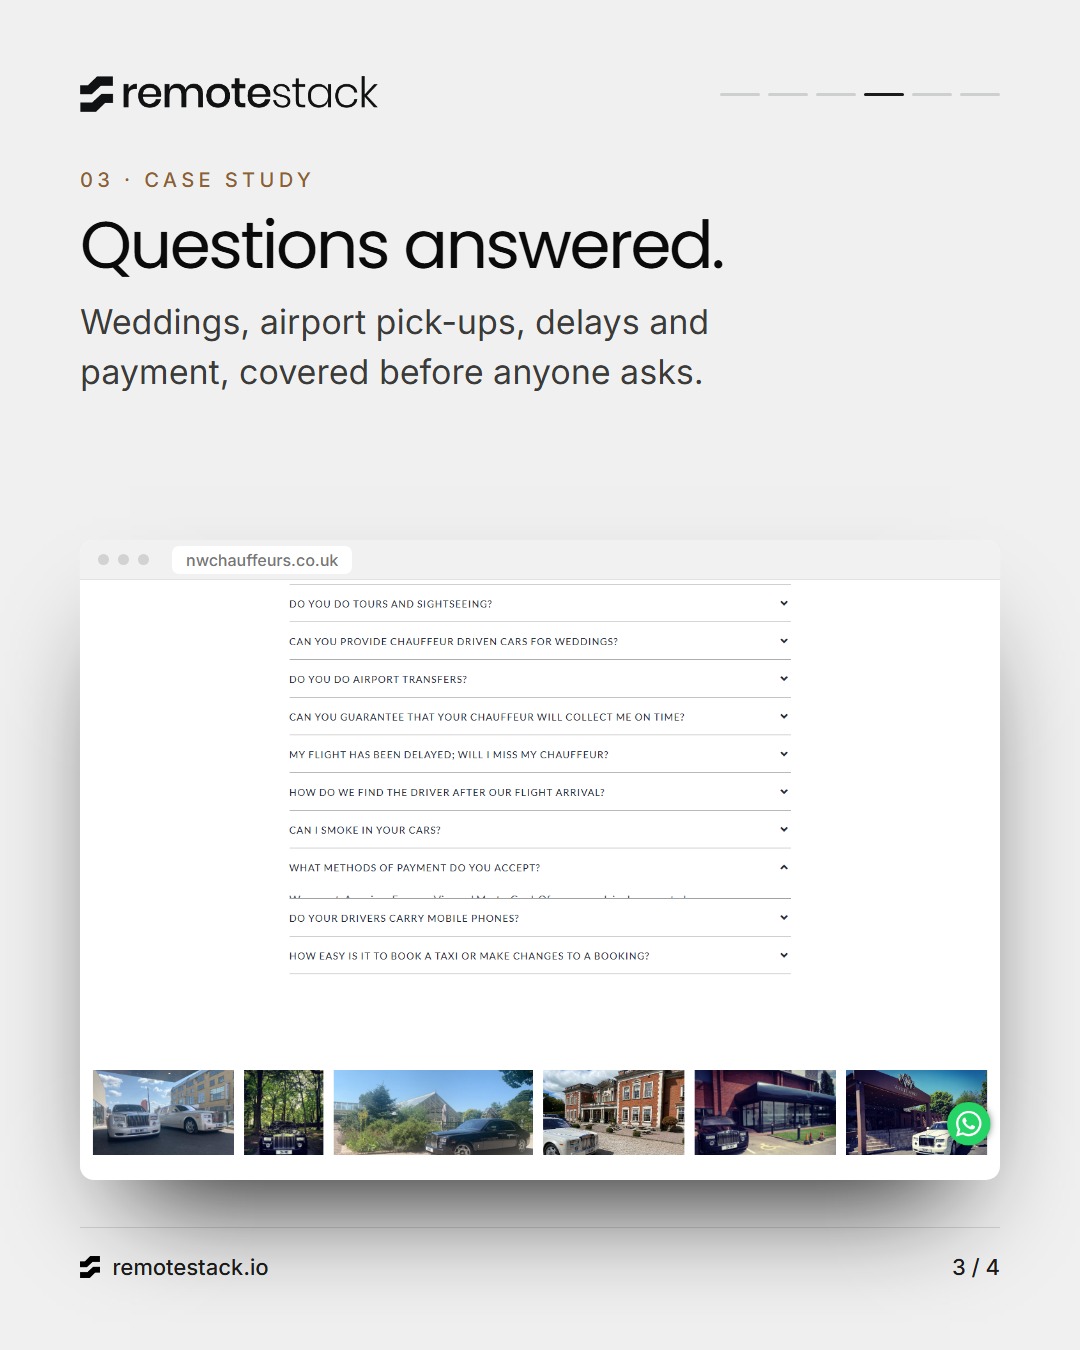 remotestack
03 · CASE STUDY
Questions answered.
Weddings, airport pick-ups, delays and
payment, covered before anyone asks.
nwchauffeurs.co.uk
DO YOU DO TOURS AND SIGHTSEEING?
CAN YOU PROVIDE CHAUFFEUR DRIVEN CARS FOR WEDDINGS?
DO YOU DO AIRPORT TRANSFERS?
CAN YOU GUARANTEE THAT YOUR CHAUFFEUR WILL COLLECT ME ON TIME?
MY FLIGHT HAS BEEN DELAYED; WILL I MISS MY CHAUFFEUR?
HOW DO WE FIND THE DRIVER AFTER OUR FLIGHT ARRIVAL?
CAN I SMOKE IN YOUR CARS?
WHAT METHODS OF PAYMENT DO YOU ACCEPT?
DO YOUR DRIVERS CARRY MOBILE PHONES?
HOW EASY IS IT TO BOOK A TAXI OR MAKE CHANGES TO A BOOKING?
remotestack.io
3 / 4